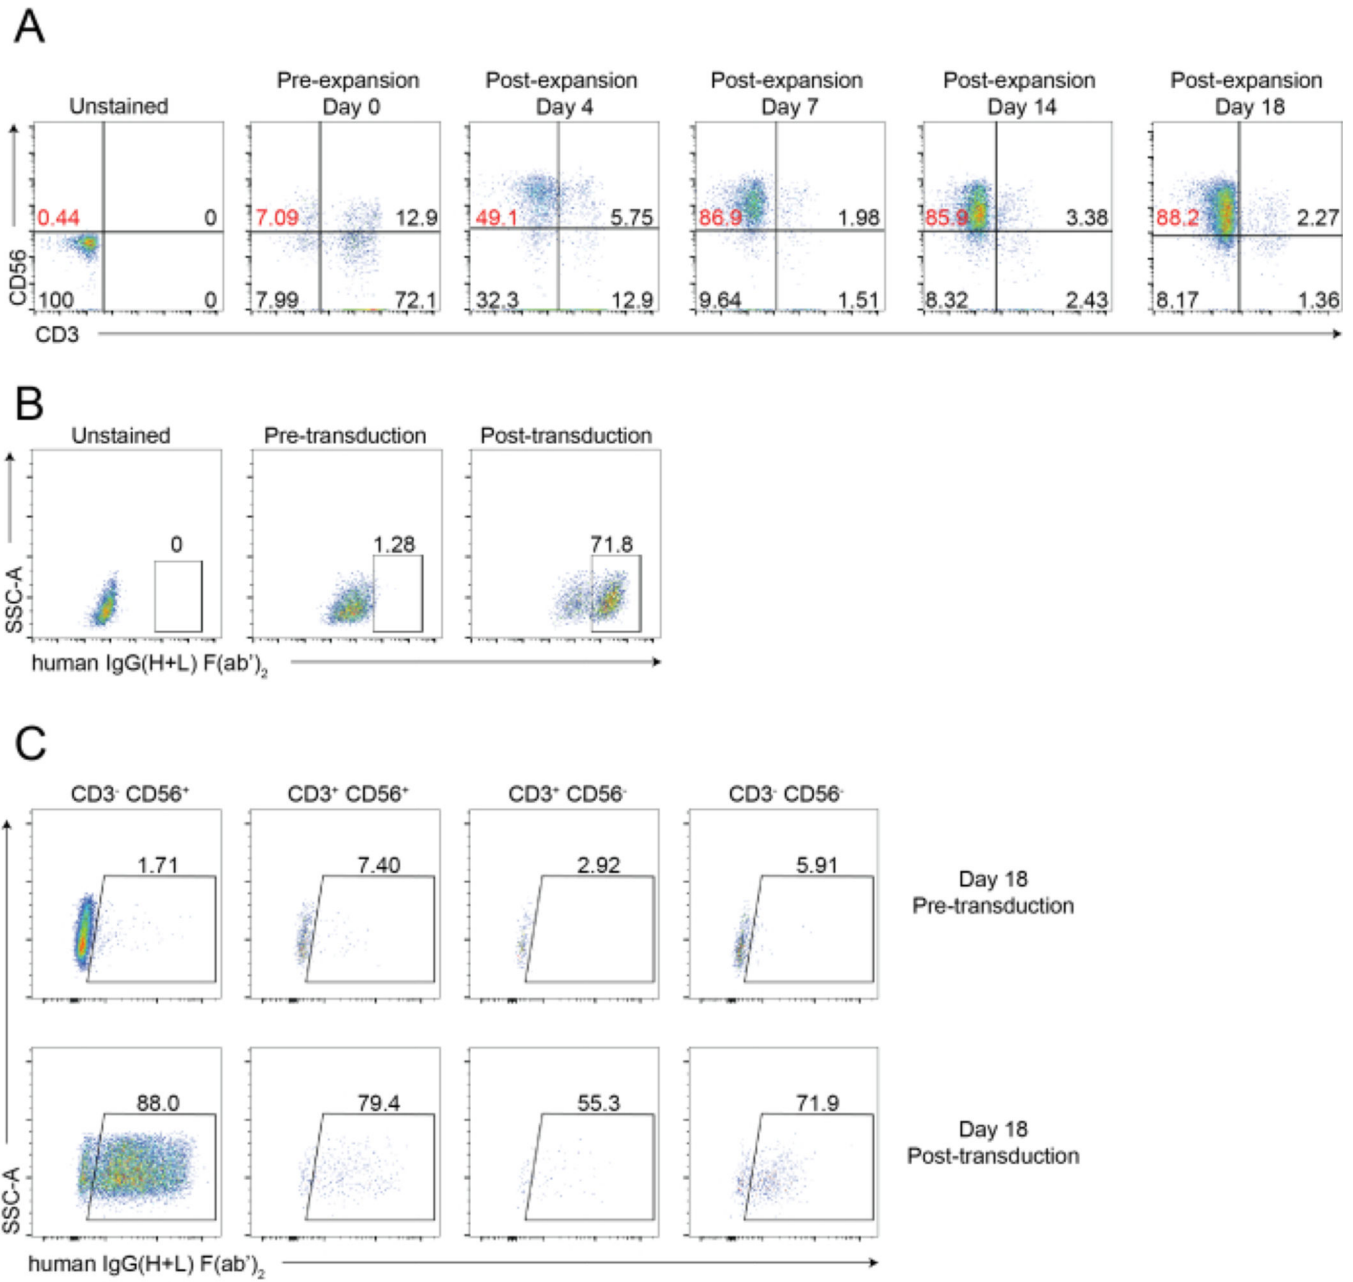 A
Unstained
Pre-expansion
Day 0
Post-expansion
Day 4
Post-expansion
Day 7
Post-expansion
Day 14
Post-expansion
Day 18
0.44 0
7.09 12.9
49.1 5.75
86.9 1.98
85.9 3.38
88.2 2.27
100 0
7.99 72.1
32.3 12.9
9.64 1.51
8.32 2.43
8.17 1.36
CD56
CD3
B
Unstained
Pre-transduction
Post-transduction
0
1.28
71.8
SSC-A
human IgG(H+L) F(ab’)₂
C
CD3⁻ CD56⁺
CD3⁺ CD56⁺
CD3⁺ CD56⁻
CD3⁻ CD56⁻
1.71
7.40
2.92
5.91
Day 18
Pre-transduction
88.0
79.4
55.3
71.9
Day 18
Post-transduction
SSC-A
human IgG(H+L) F(ab’)₂